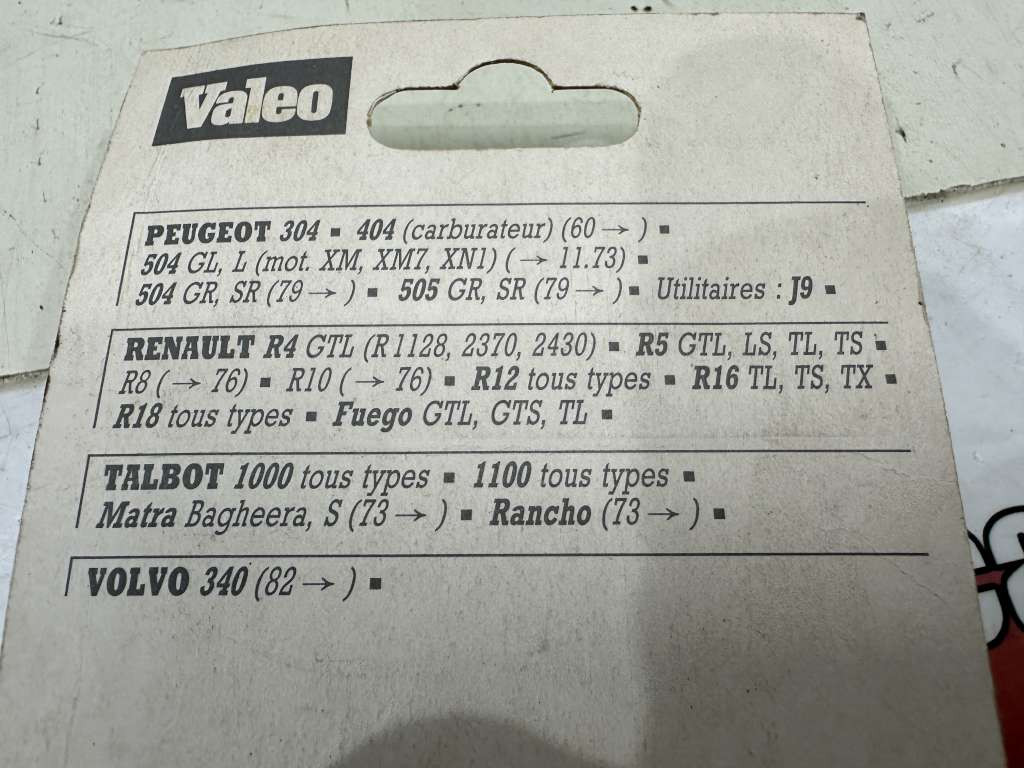 Valeo
PEUGEOT 304 ▪ 404 (carburateur) (60 → ) ▪
504 GL, L (mot. XM, XM7, XN1) ( → 11.73) ▪
504 GR, SR (79 → ) ▪ 505 GR, SR (79 → ) ▪ Utilitaires : J9 ▪
RENAULT R4 GTL (R1128, 2370, 2430) ▪ R5 GTL, LS, TL, TS ▪
R8 ( → 76) ▪ R10 ( → 76) ▪ R12 tous types ▪ R16 TL, TS, TX ▪
R18 tous types ▪ Fuego GTL, GTS, TL ▪
TALBOT 1000 tous types ▪ 1100 tous types ▪
Matra Bagheera, S (73 → ) ▪ Rancho (73 → ) ▪
VOLVO 340 (82 → ) ▪